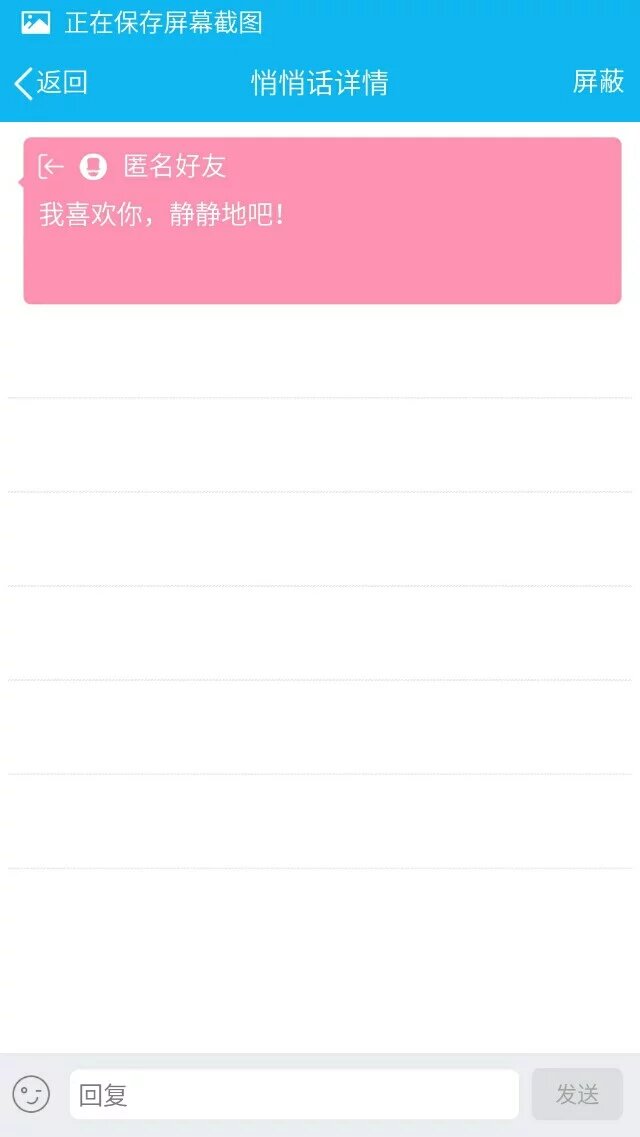 正在保存屏幕截图
返回 悄悄话详情 屏蔽
匿名好友
我喜欢你，静静地吧！
回复 发送